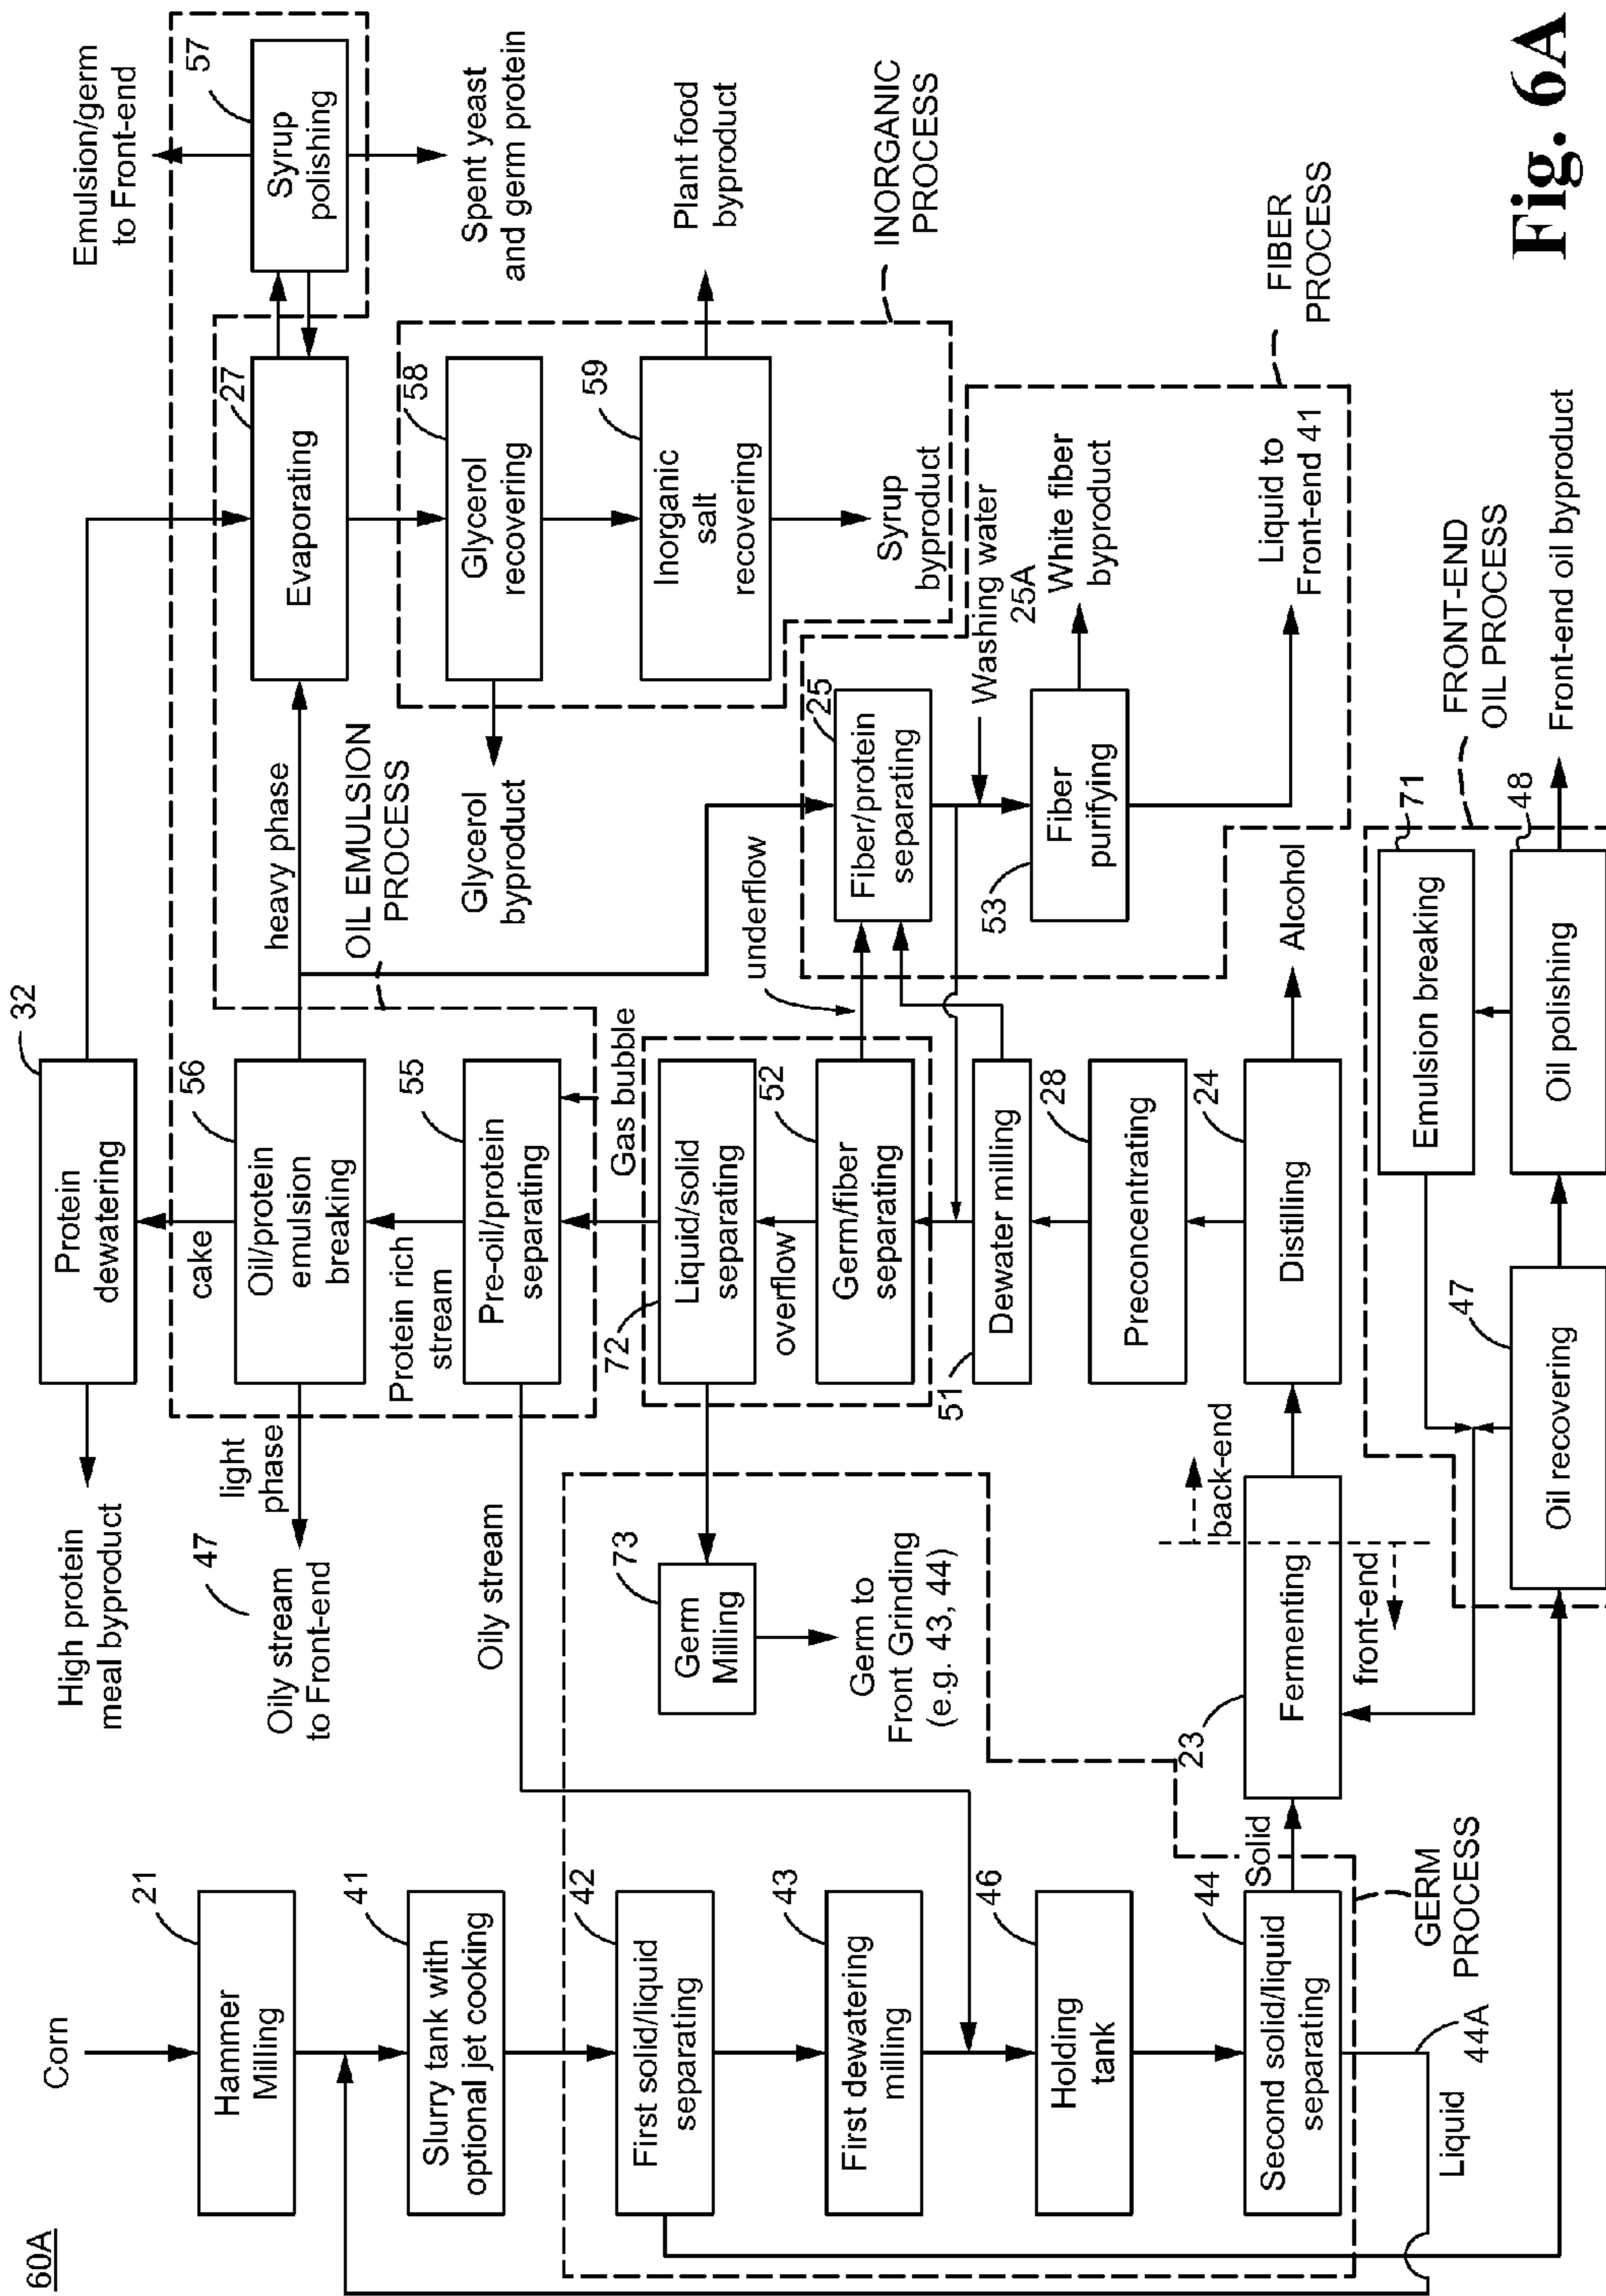 60A
Corn
Hammer
Milling
21
Slurry tank with
optional jet cooking
41
First solid/liquid
separating
42
First dewatering
milling
43
Holding
tank
46
Second solid/liquid
separating
44
Solid
Liquid
44A
GERM
PROCESS
High protein
meal byproduct
47
Oily stream
to Front-end
light
phase
Oily stream
Germ
Milling
73
Germ to
Front Grinding
(e.g. 43, 44)
Fermenting
23
back-end
front-end
Protein
dewatering
32
cake
Oil/protein
emulsion
breaking
56
Protein rich
stream
Pre-oil/protein
separating
55
Gas bubble
Liquid/solid
separating
72
overflow
Germ/fiber
separating
52
underflow
Dewater milling
51
Preconcentrating
28
Distilling
24
Alcohol
Oil recovering
47
Oil polishing
48
Emulsion breaking
71
FRONT-END
OIL PROCESS
Front-end oil byproduct
heavy phase
OIL EMULSION
PROCESS
Evaporating
27
Syrup
polishing
57
Emulsion/germ
to Front-end
Spent yeast
and germ protein
Glycerol
recovering
58
Glycerol
byproduct
Inorganic
salt
recovering
59
Plant food
byproduct
Syrup
byproduct
INORGANIC
PROCESS
Fiber/protein
separating
25
Washing water
25A
Fiber
purifying
53
White fiber
byproduct
Liquid to
Front-end 41
FIBER
PROCESS
Fig. 6A